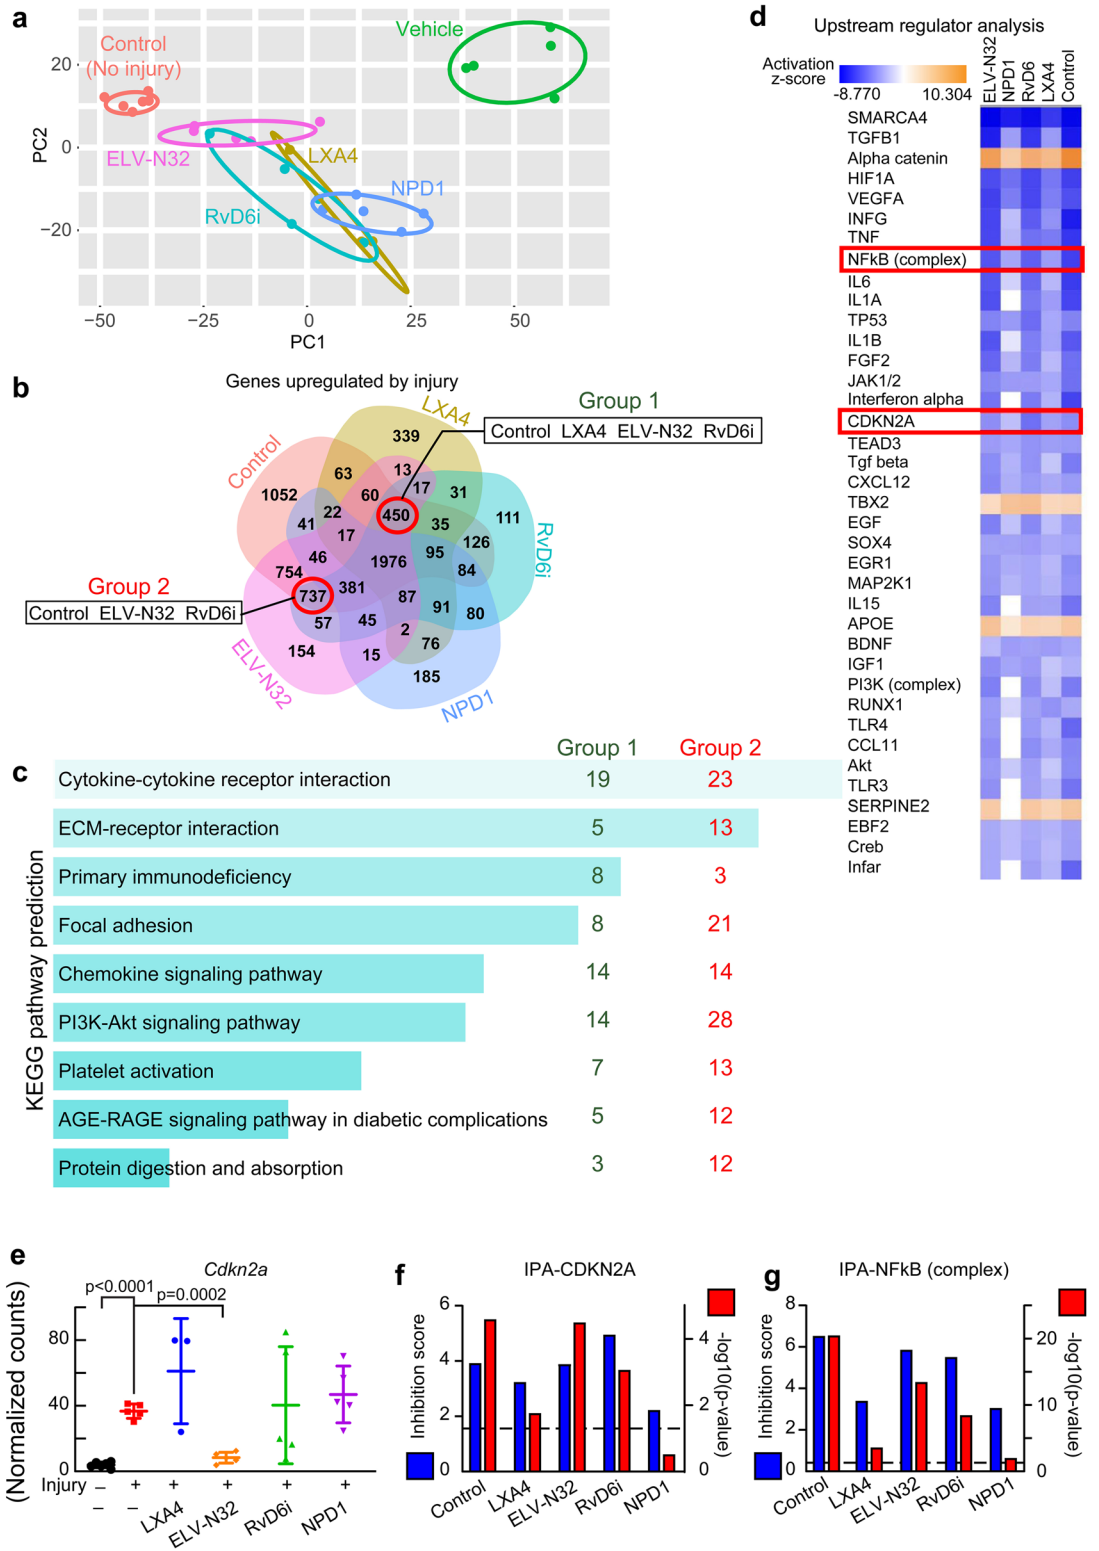 a
Control
(No injury)
Vehicle
ELV-N32
LXA4
RvD6i
NPD1
PC2
20
0
−20
−50
−25
0
25
50
PC1
b
Genes upregulated by injury
Group 1
Control LXA4 ELV-N32 RvD6i
Group 2
Control ELV-N32 RvD6i
Control
LXA4
RvD6i
ELV-N32
NPD1
339
63
13
1052
60
17
31
22
450
111
41
17
35
126
46
1976
95
754
381
84
737
87
91
80
57
45
2
76
154
15
185
c
KEGG pathway prediction
Group 1 Group 2
Cytokine-cytokine receptor interaction 19 23
ECM-receptor interaction 5 13
Primary immunodeficiency 8 3
Focal adhesion 8 21
Chemokine signaling pathway 14 14
PI3K-Akt signaling pathway 14 28
Platelet activation 7 13
AGE-RAGE signaling pathway in diabetic complications 5 12
Protein digestion and absorption 3 12
d
Upstream regulator analysis
Activation
z-score
-8.770 10.304
ELV-N32
NPD1
RvD6
LXA4
Control
SMARCA4
TGFB1
Alpha catenin
HIF1A
VEGFA
INFG
TNF
NFkB (complex)
IL6
IL1A
TP53
IL1B
FGF2
JAK1/2
Interferon alpha
CDKN2A
TEAD3
Tgf beta
CXCL12
TBX2
EGF
SOX4
EGR1
MAP2K1
IL15
APOE
BDNF
IGF1
PI3K (complex)
RUNX1
TLR4
CCL11
Akt
TLR3
SERPINE2
EBF2
Creb
Infar
e
Cdkn2a
(Normalized counts)
p<0.0001
p=0.0002
80
40
0
Injury − + + + + +
− − LXA4 ELV-N32 RvD6i NPD1
f
IPA-CDKN2A
Inhibition score
-log10(p-value)
6
4
2
0
4
2
0
Control LXA4 ELV-N32 RvD6i NPD1
g
IPA-NFkB (complex)
Inhibition score
-log10(p-value)
8
6
4
2
0
20
10
0
Control LXA4 ELV-N32 RvD6i NPD1